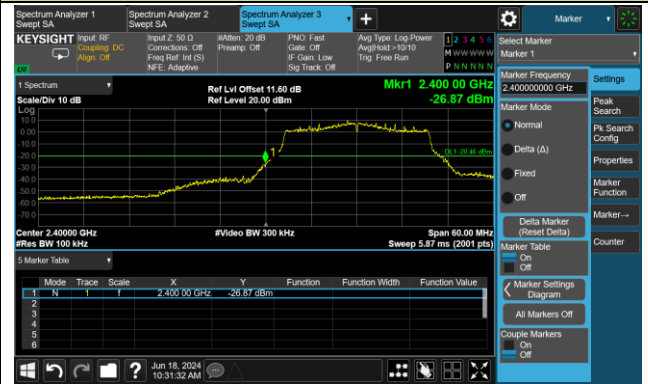 Spectrum Analyzer 1
Swept SA
Spectrum Analyzer 2
Swept SA
Spectrum Analyzer 3
Swept SA
Marker
KEYSIGHT
Input: RF
Coupling: DC
Align: Off
Input Z: 50 Ω
Corrections: Off
Freq Ref: Int (S)
NFE: Adaptive
#Atten: 20 dB
Preamp: Off
PNO: Fast
Gate: Off
IF Gain: Low
Sig Track: Off
Avg Type: Log-Power
Avg|Hold:>10/10
Trig: Free Run
1 2 3 4 5 6
M W W W W W
P N N N N N
Select Marker
Marker 1
LM
1 Spectrum
Scale/Div 10 dB
Log
Ref Lvl Offset 11.60 dB
Ref Level 20.00 dBm
Mkr1 2.400 00 GHz
-26.87 dBm
10.0
0.00
-10.0
-20.0
-30.0
-40.0
-50.0
-60.0
-70.0
1
DL1 -20.46 dBm
Center 2.40000 GHz
#Res BW 100 kHz
#Video BW 300 kHz
Span 60.00 MHz
Sweep 5.87 ms (2001 pts)
5 Marker Table
Mode Trace Scale X Y Function Function Width Function Value
1 N 1 f 2.400 00 GHz -26.87 dBm
2
3
4
5
6
Marker Frequency
2.400000000 GHz
Marker Mode
Normal
Delta (Δ)
Fixed
Off
Delta Marker
(Reset Delta)
Marker Table
On
Off
Marker Settings
Diagram
All Markers Off
Couple Markers
On
Off
Settings
Peak
Search
Pk Search
Config
Properties
Marker
Function
Marker→
Counter
Jun 18, 2024
10:31:32 AM